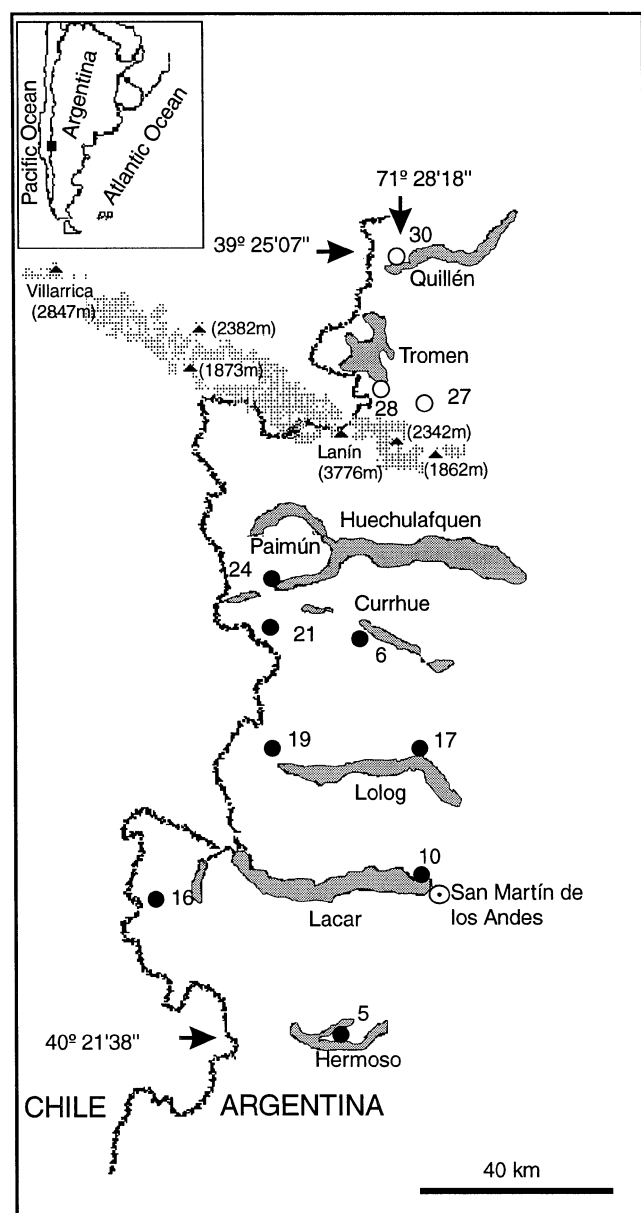 Pacific Ocean
Argentina
Atlantic Ocean
71º 28'18"
30
39º 25'07"
Quillén
Villarrica
(2847m)
(2382m)
Tromen
(1873m)
28
27
Lanín
(3776m)
(2342m)
(1862m)
Huechulafquen
Paimún
24
Currhue
21
6
19
17
Lolog
10
16
San Martín de
los Andes
Lacar
5
40º 21'38"
Hermoso
CHILE
ARGENTINA
40 km